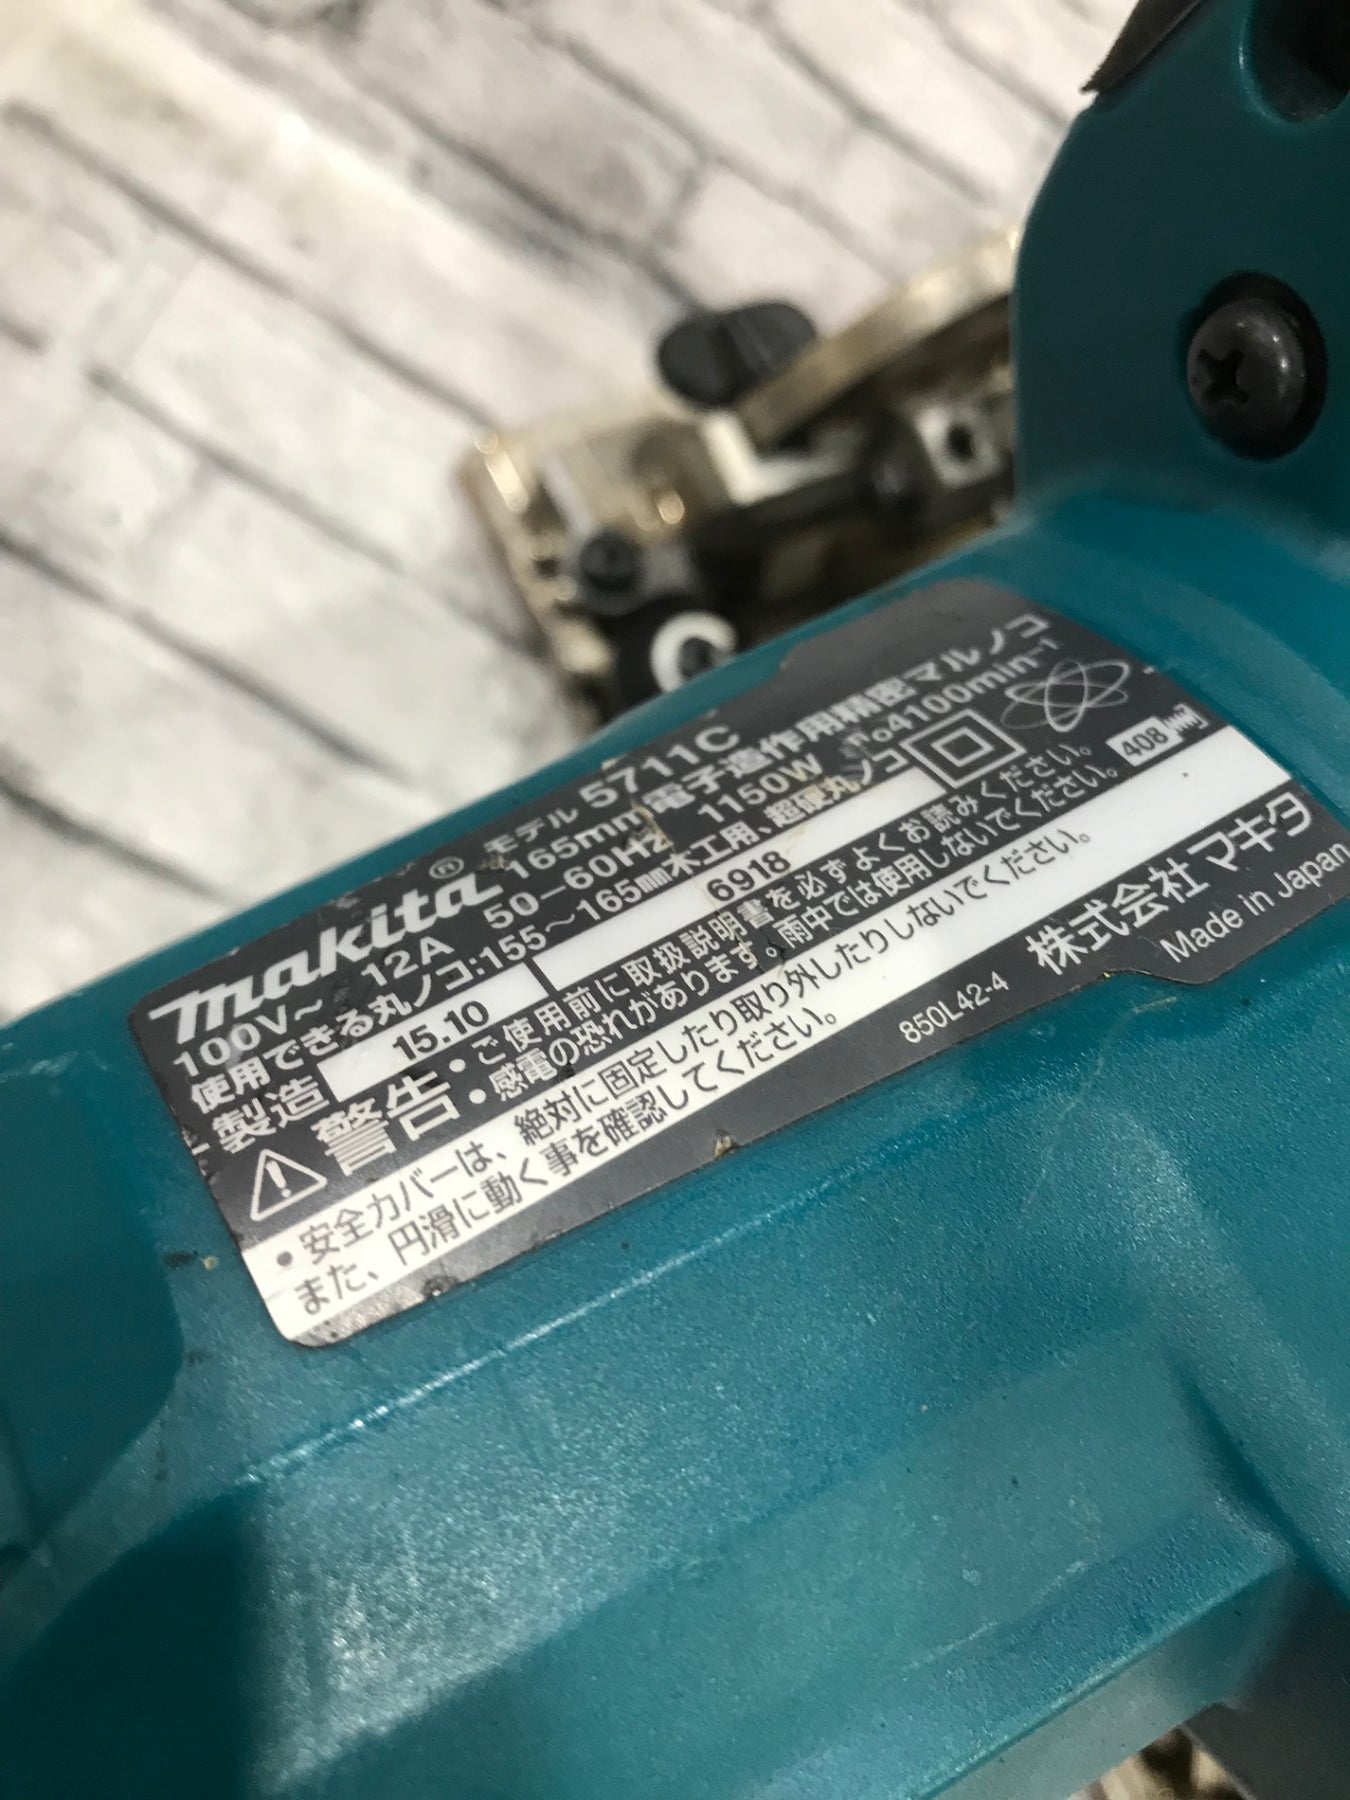 makita® モデル 5711C
165mm 電子造作用精密マルノコ
100V～ 12A 50-60Hz 1150W n₀4100min⁻¹
使用できる丸ノコ:155～165㎜木工用、超硬丸ノコ
製造 15.10 6918
警告 ・ご使用前に取扱説明書を必ずよくお読みください。
・感電の恐れがあります。雨中では使用しないでください。
408
・安全カバーは、絶対に固定したり取り外したりしないでください。
また、円滑に動く事を確認してください。
850L42-4
株式会社マキタ
Made in Japan